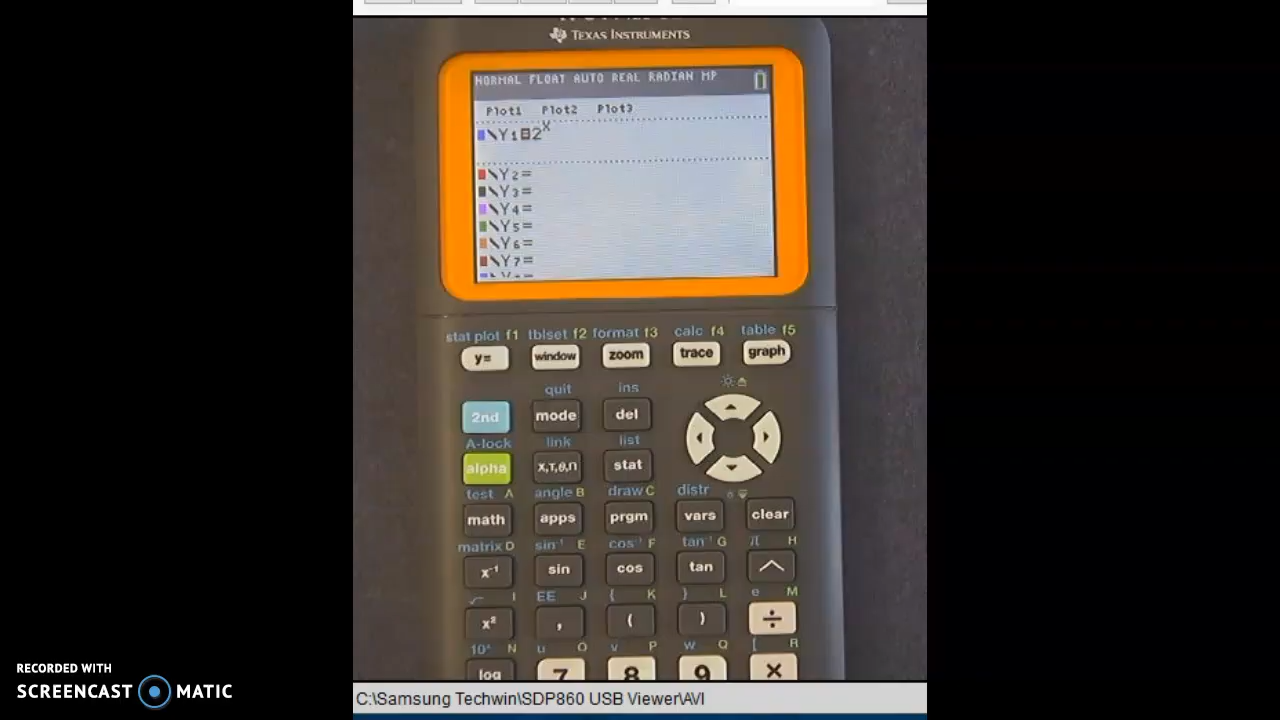 TEXAS INSTRUMENTS
NORMAL FLOAT AUTO REAL RADIAN MP
Plot1 Plot2 Plot3
\Y1=2^X
\Y2=
\Y3=
\Y4=
\Y5=
\Y6=
\Y7=
stat plot f1 tblset f2 format f3 calc f4 table f5
y= window zoom trace graph
quit ins
2nd mode del
A-lock link list
alpha X,T,θ,n stat
test A angle B draw C distr
math apps prgm vars clear
matrix D sin⁻¹ E cos⁻¹ F tan⁻¹ G π H
x⁻¹ sin cos tan ^
√ I EE J { K } L e M
x² , ( ) ÷
10ˣ N u O v P w Q [ R
log 7 8 9 ×
RECORDED WITH
SCREENCAST MATIC
C:\Samsung Techwin\SDP860 USB Viewer\AVI